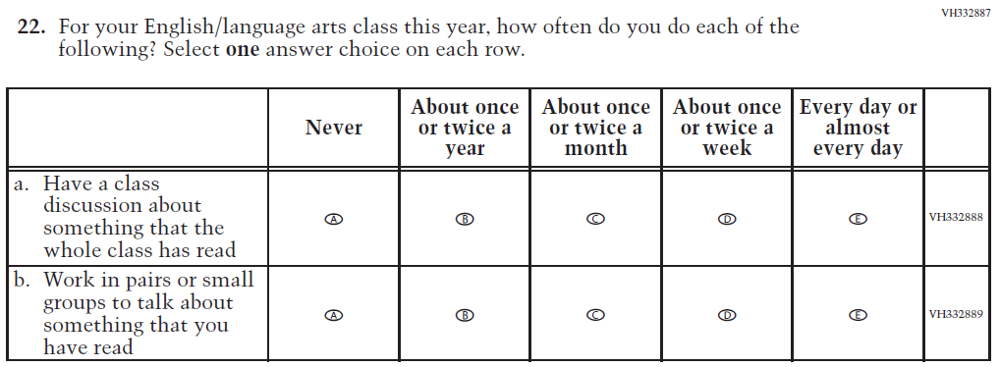 VH332887
22. For your English/language arts class this year, how often do you do each of the
following? Select one answer choice on each row.
Never
About once
or twice a
year
About once
or twice a
month
About once
or twice a
week
Every day or
almost
every day
a. Have a class
discussion about
something that the
whole class has read
A B C D E VH332888
b. Work in pairs or small
groups to talk about
something that you
have read
A B C D E VH332889